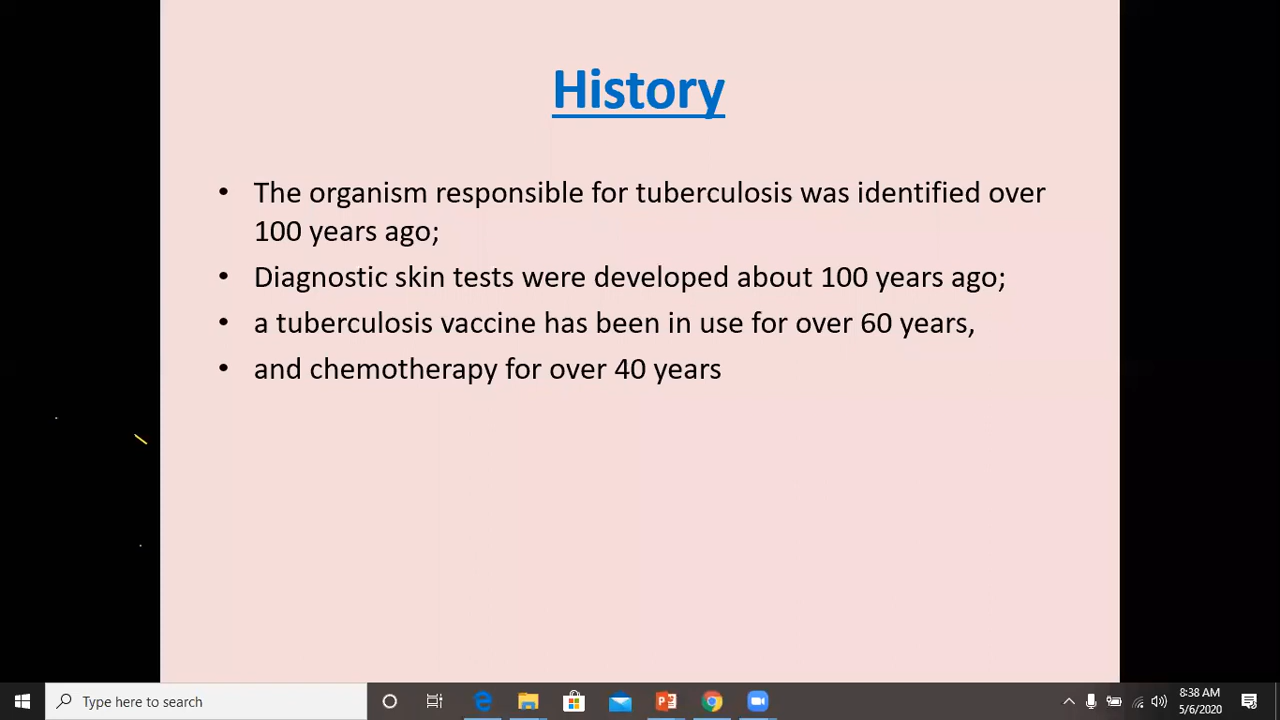 History
• The organism responsible for tuberculosis was identified over
100 years ago;
• Diagnostic skin tests were developed about 100 years ago;
• a tuberculosis vaccine has been in use for over 60 years,
• and chemotherapy for over 40 years
Type here to search
8:38 AM
5/6/2020